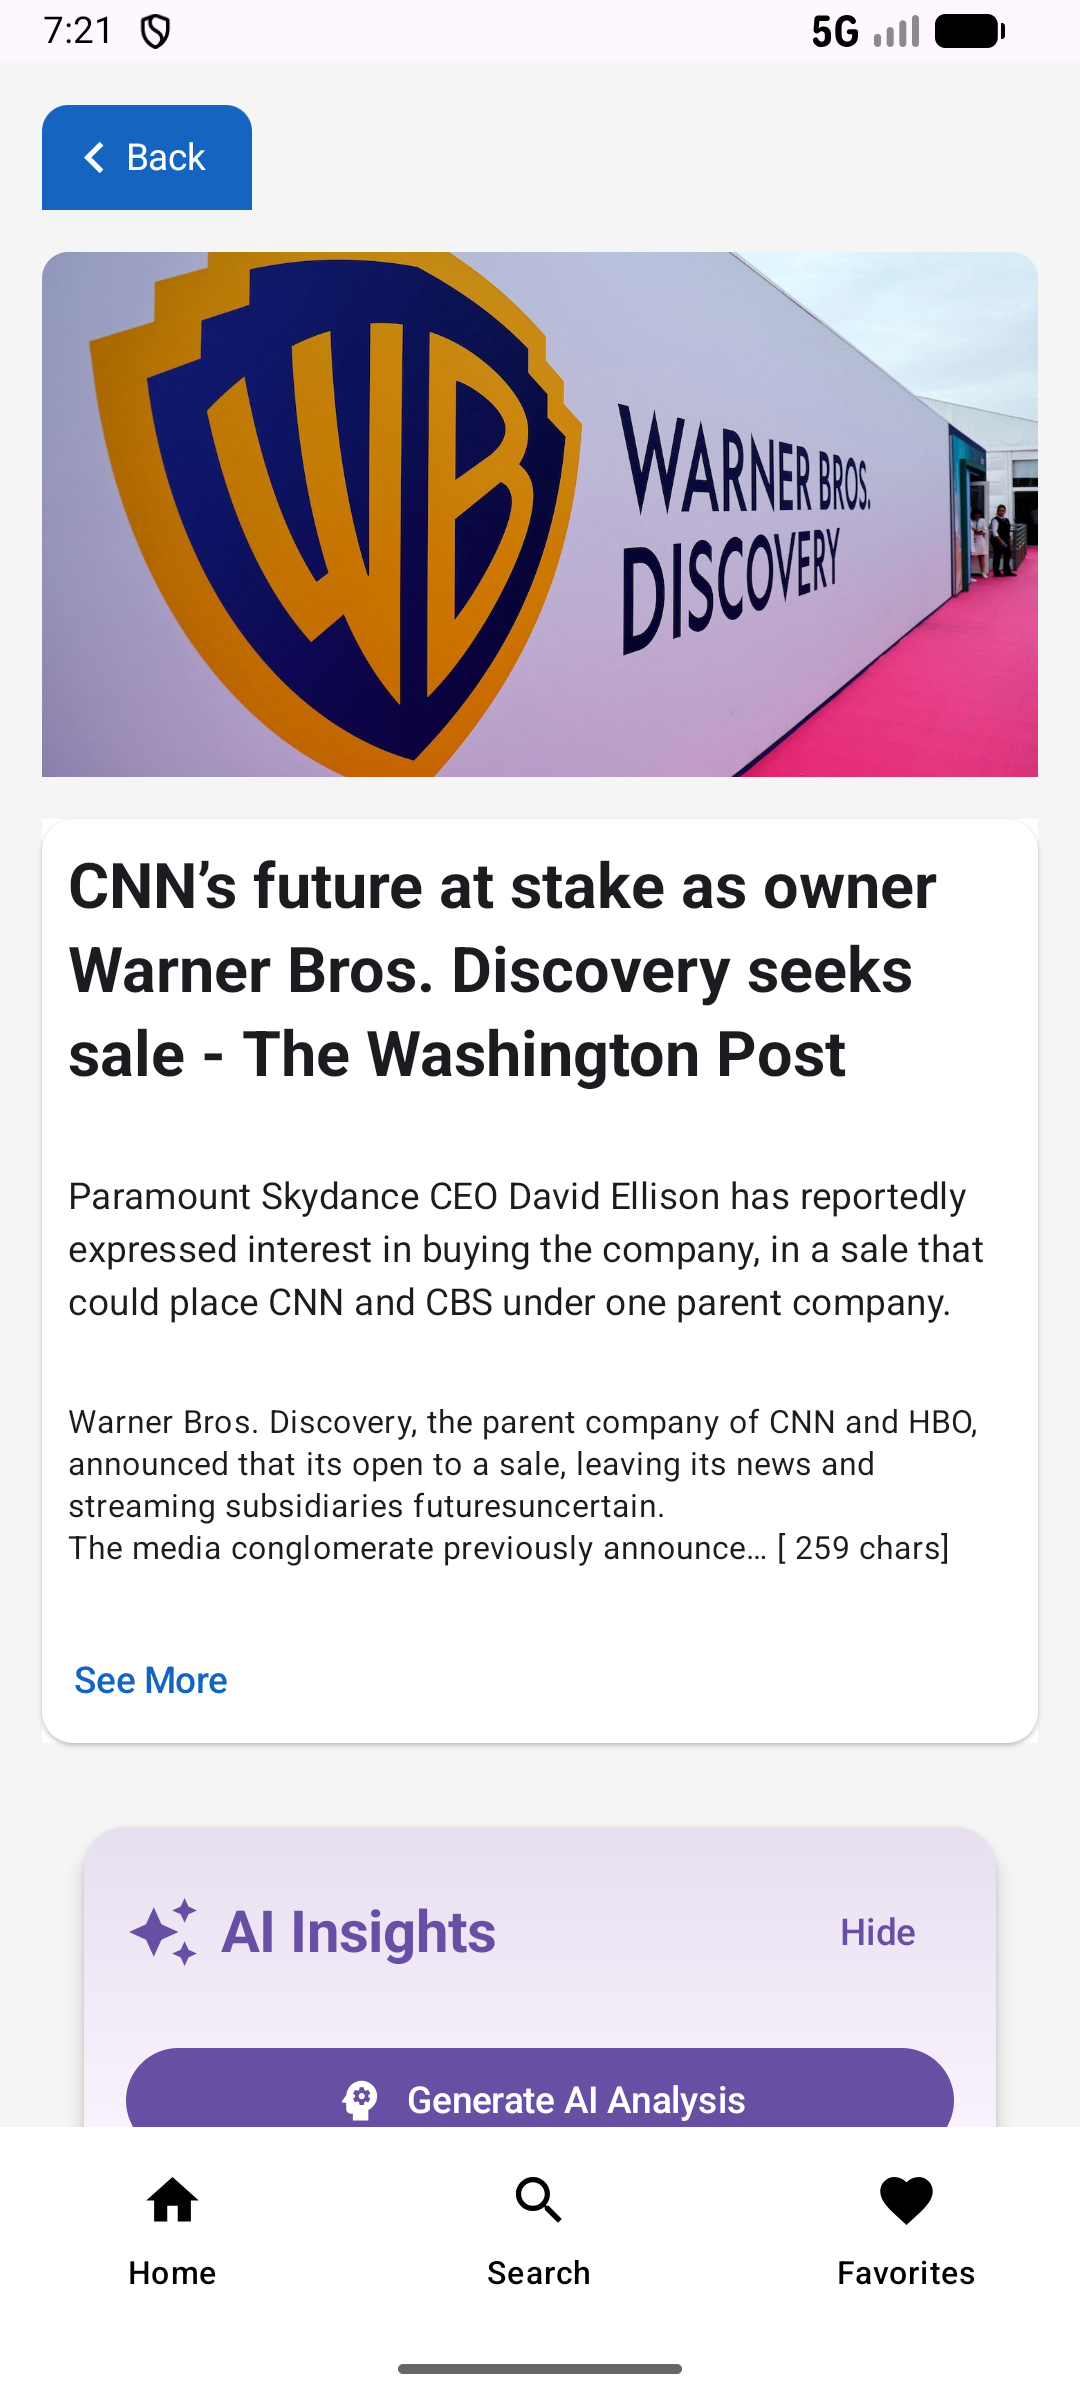 7:21
5G
Back
WB
WARNER BROS.
DISCOVERY
CNN’s future at stake as owner
Warner Bros. Discovery seeks
sale - The Washington Post
Paramount Skydance CEO David Ellison has reportedly
expressed interest in buying the company, in a sale that
could place CNN and CBS under one parent company.
Warner Bros. Discovery, the parent company of CNN and HBO,
announced that its open to a sale, leaving its news and
streaming subsidiaries futuresuncertain.
The media conglomerate previously announce… [ 259 chars]
See More
AI Insights
Hide
Generate AI Analysis
Home
Search
Favorites